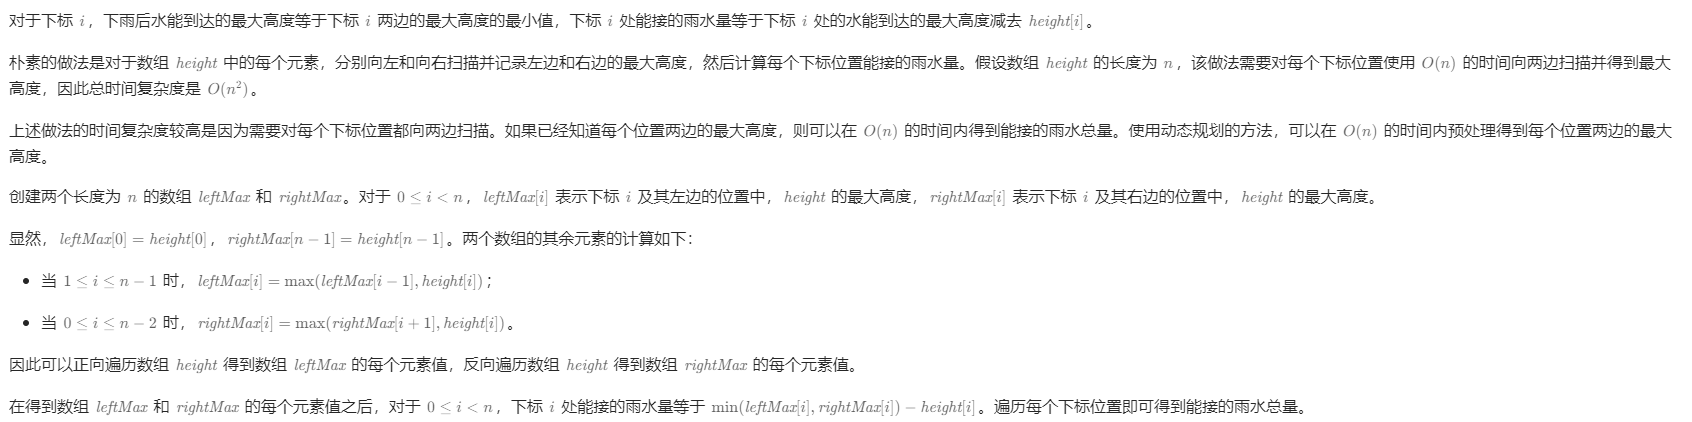 对于下标 i，下雨后水能到达的最大高度等于下标 i 两边的最大高度的最小值，下标 i 处能接的雨水量等于下标 i 处的水能到达的最大高度减去 height[i]。
朴素的做法是对于数组 height 中的每个元素，分别向左和向右扫描并记录左边和右边的最大高度，然后计算每个下标位置能接的雨水量。假设数组 height 的长度为 n，该做法需要对每个下标位置使用 O(n) 的时间向两边扫描并得到最大
高度，因此总时间复杂度是 O(n²)。
上述做法的时间复杂度较高是因为需要对每个下标位置都向两边扫描。如果已经知道每个位置两边的最大高度，则可以在 O(n) 的时间内得到能接的雨水总量。使用动态规划的方法，可以在 O(n) 的时间内预处理得到每个位置两边的最大
高度。
创建两个长度为 n 的数组 leftMax 和 rightMax。对于 0 ≤ i < n，leftMax[i] 表示下标 i 及其左边的位置中，height 的最大高度，rightMax[i] 表示下标 i 及其右边的位置中，height 的最大高度。
显然，leftMax[0] = height[0]，rightMax[n − 1] = height[n − 1]。两个数组的其余元素的计算如下：
• 当 1 ≤ i ≤ n − 1 时，leftMax[i] = max(leftMax[i − 1], height[i])；
• 当 0 ≤ i ≤ n − 2 时，rightMax[i] = max(rightMax[i + 1], height[i])。
因此可以正向遍历数组 height 得到数组 leftMax 的每个元素值，反向遍历数组 height 得到数组 rightMax 的每个元素值。
在得到数组 leftMax 和 rightMax 的每个元素值之后，对于 0 ≤ i < n，下标 i 处能接的雨水量等于 min(leftMax[i], rightMax[i]) − height[i]。遍历每个下标位置即可得到能接的雨水总量。